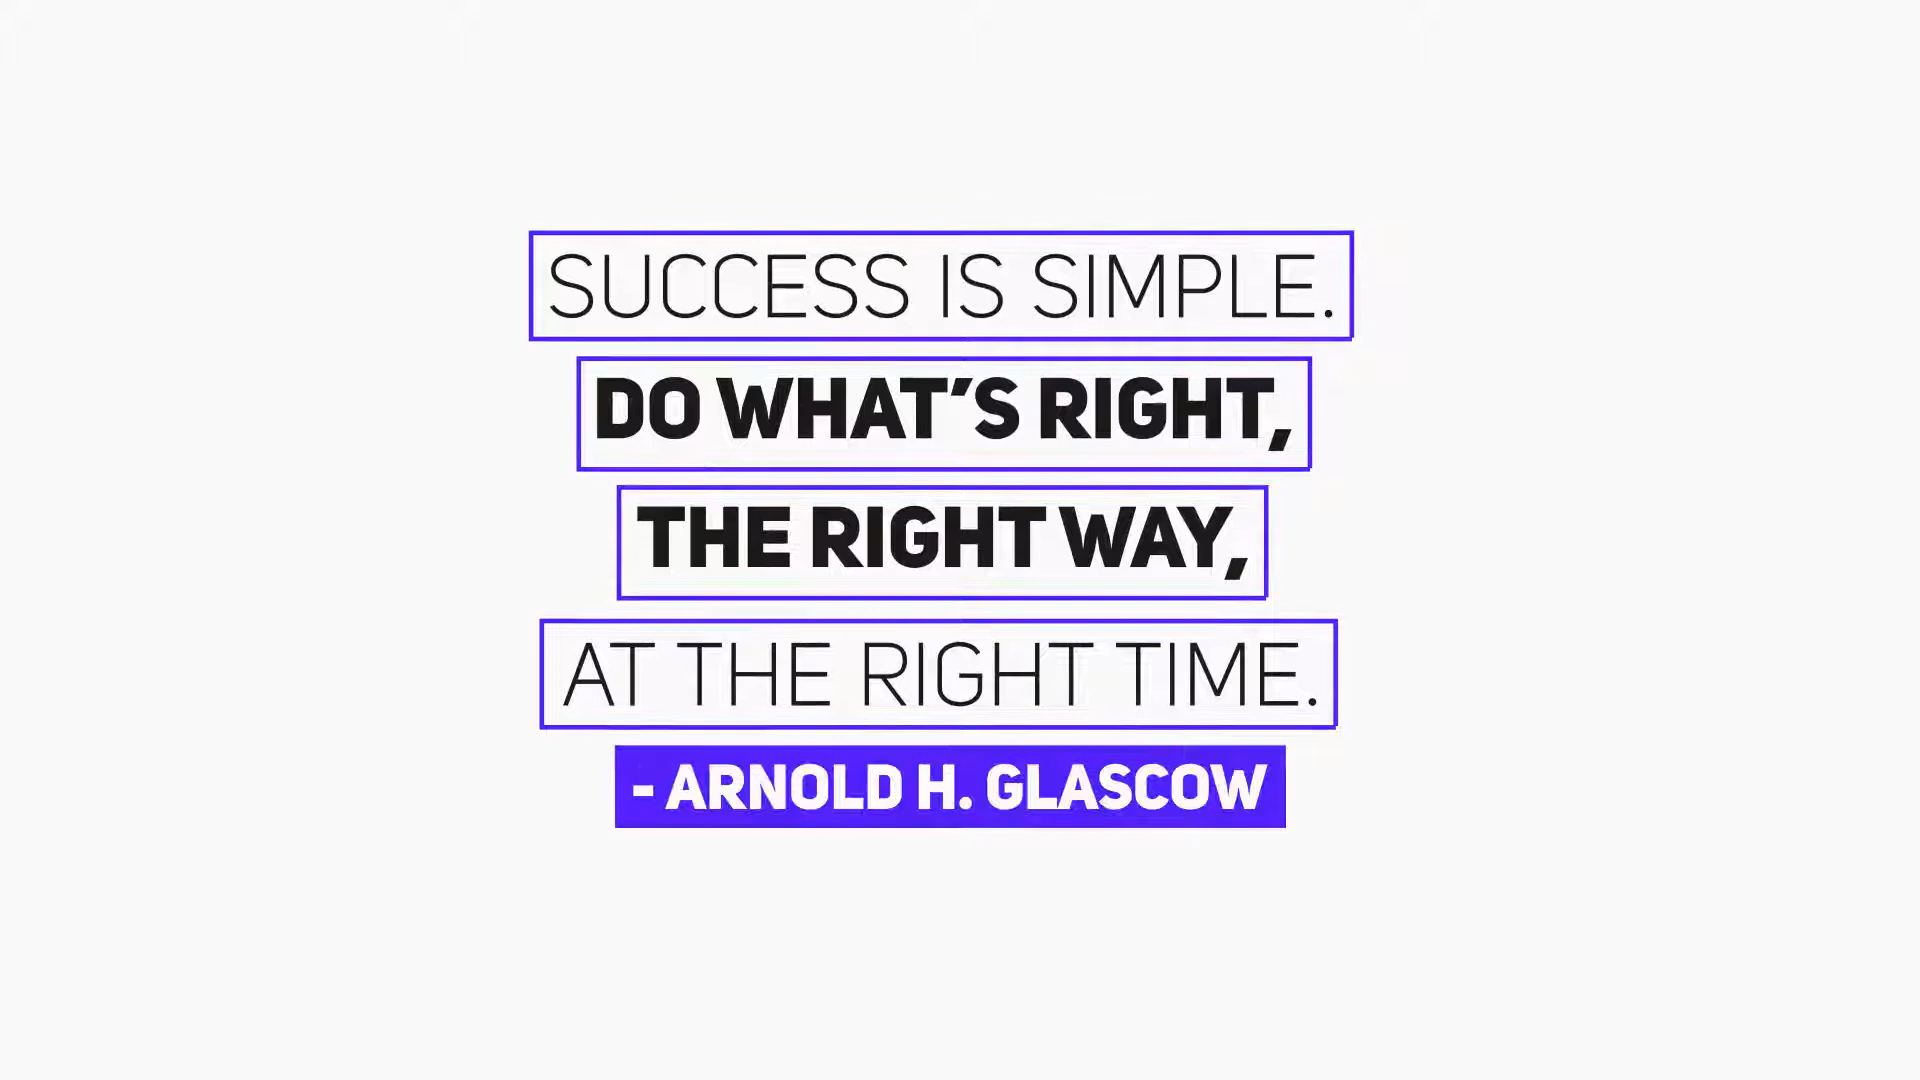 SUCCESS IS SIMPLE.
DO WHAT’S RIGHT,
THE RIGHT WAY,
AT THE RIGHT TIME.
- ARNOLD H. GLASCOW